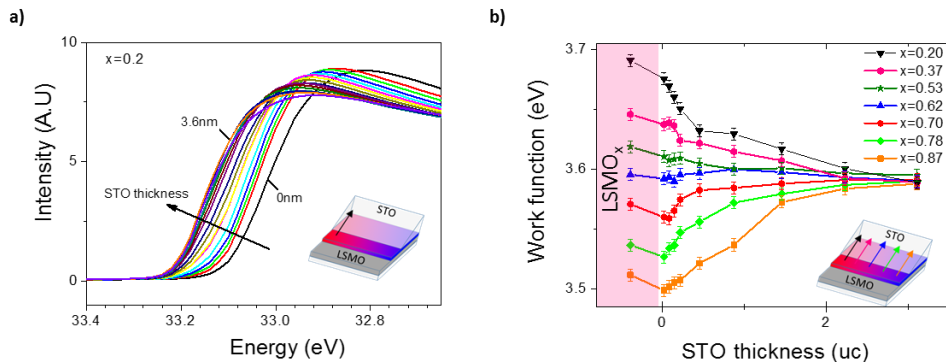 a)
x=0.2
3.6nm
STO thickness
0nm
STO
LSMO
Intensity (A.U)
10
5
0
33.4
33.2
33.0
32.8
Energy (eV)
b)
Work function (eV)
3.7
3.6
3.5
LSMOₓ
x=0.20
x=0.37
x=0.53
x=0.62
x=0.70
x=0.78
x=0.87
STO
LSMO
0
2
STO thickness (uc)